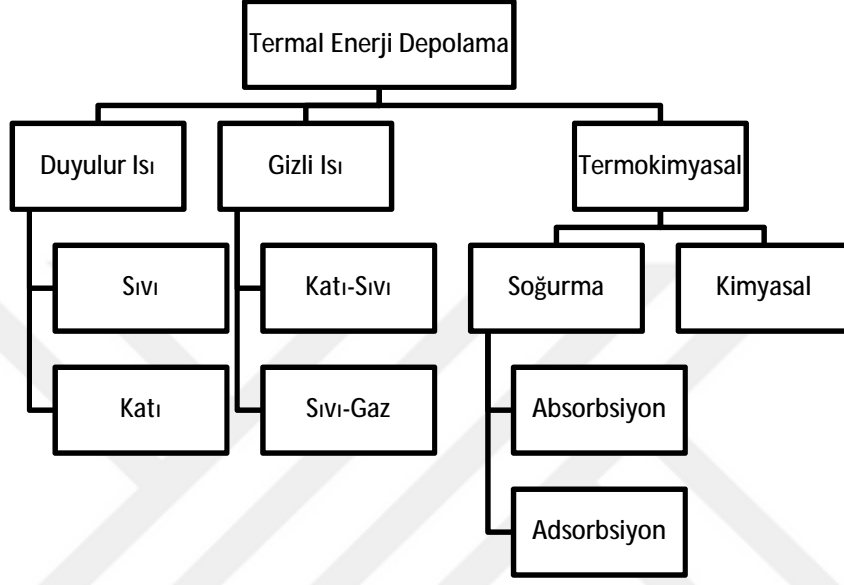 Termal Enerji Depolama
Duyulur Isı
Gizli Isı
Termokimyasal
Sıvı
Katı-Sıvı
Soğurma
Kimyasal
Katı
Sıvı-Gaz
Absorbsiyon
Adsorbsiyon